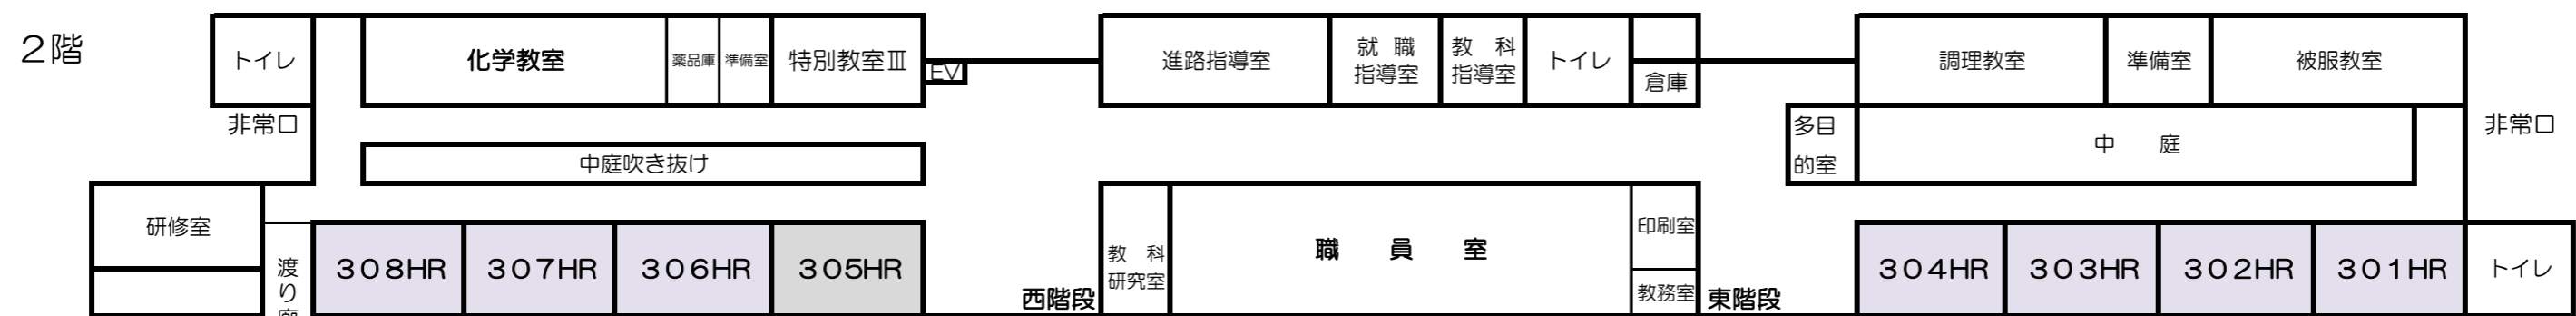 ２階
トイレ
化学教室
薬品庫
準備室
特別教室Ⅲ
EV
進路指導室
就職
指導室
教科
指導室
トイレ
倉庫
調理教室
準備室
被服教室
非常口
中庭吹き抜け
多目
的室
中庭
非常口
研修室
渡り廊
308HR
307HR
306HR
305HR
西階段
教科
研究室
職員室
印刷室
教務室
東階段
304HR
303HR
302HR
301HR
トイレ